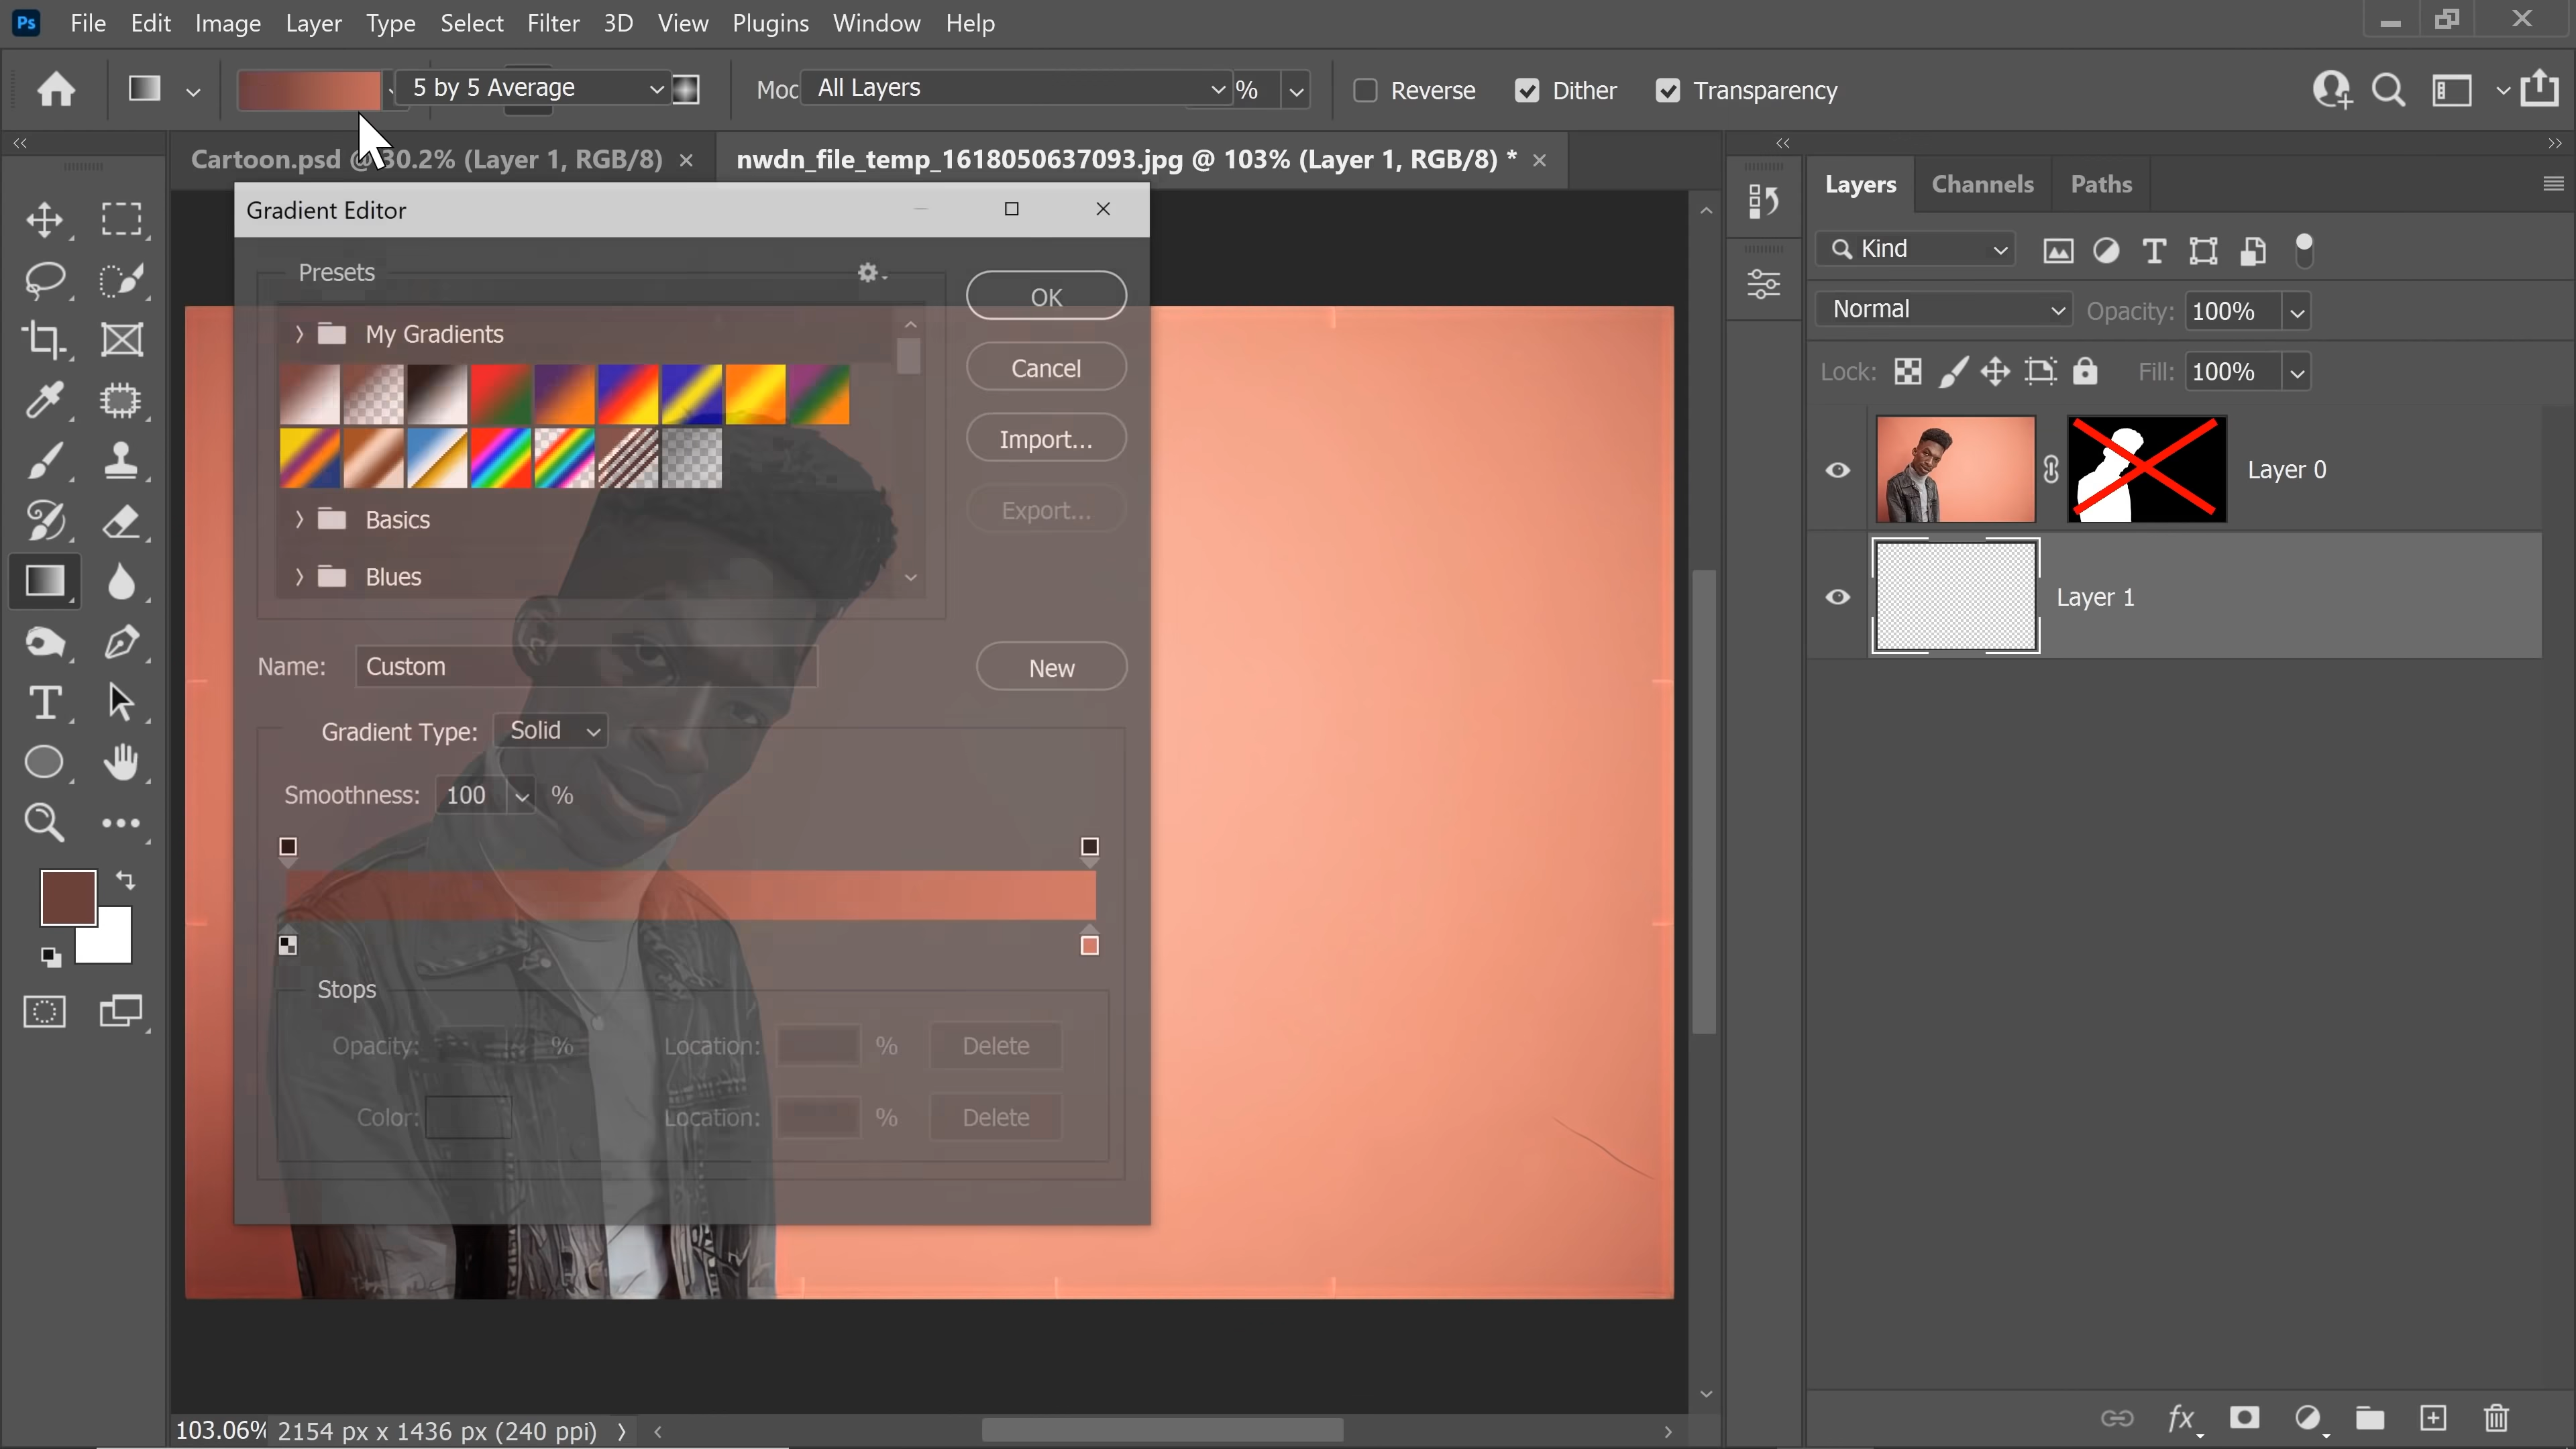 Ps File Edit Image Layer Type Select Filter 3D View Plugins Window Help
5 by 5 Average All Layers % Reverse Dither Transparency
Cartoon.psd @ 30.2% (Layer 1, RGB/8) nwdn_file_temp_1618050637093.jpg @ 103% (Layer 1, RGB/8) *
Gradient Editor
Presets
My Gradients
Basics
Blues
OK
Cancel
Import...
Export...
Name: Custom
New
Gradient Type: Solid
Smoothness: 100 %
Stops
Opacity: % Location: % Delete
Color: Location: % Delete
103.06% 2154 px x 1436 px (240 ppi)
Layers Channels Paths
Kind
Normal Opacity: 100%
Lock: Fill: 100%
Layer 0
Layer 1
fx